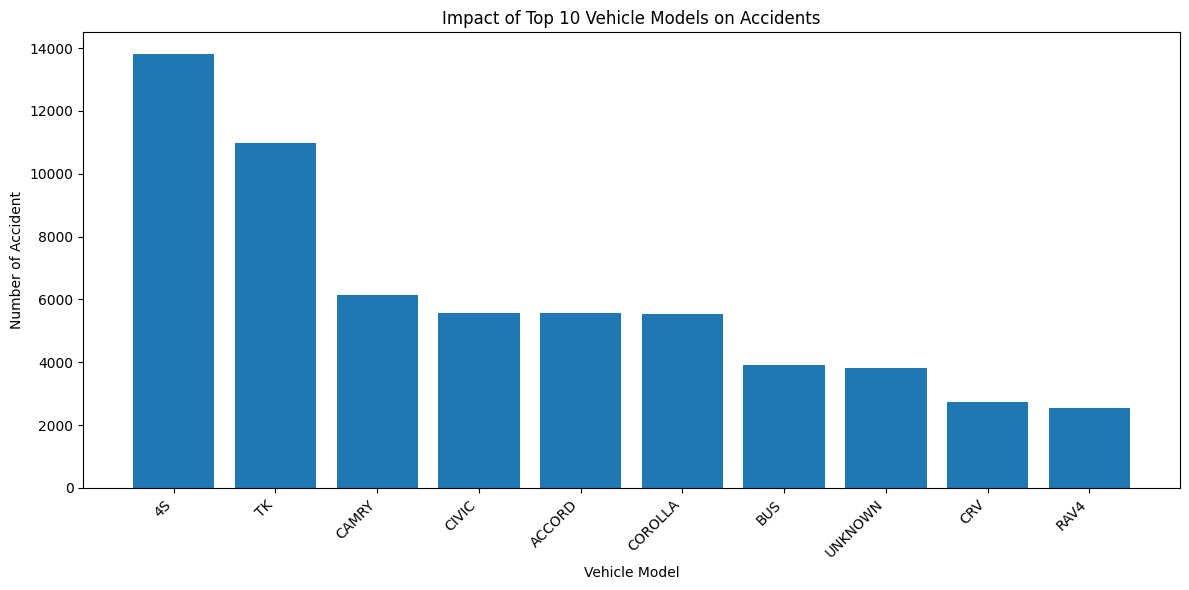 Impact of Top 10 Vehicle Models on Accidents
Number of Accident
14000
12000
10000
8000
6000
4000
2000
0
4S
TK
CAMRY
CIVIC
ACCORD
COROLLA
BUS
UNKNOWN
CRV
RAV4
Vehicle Model